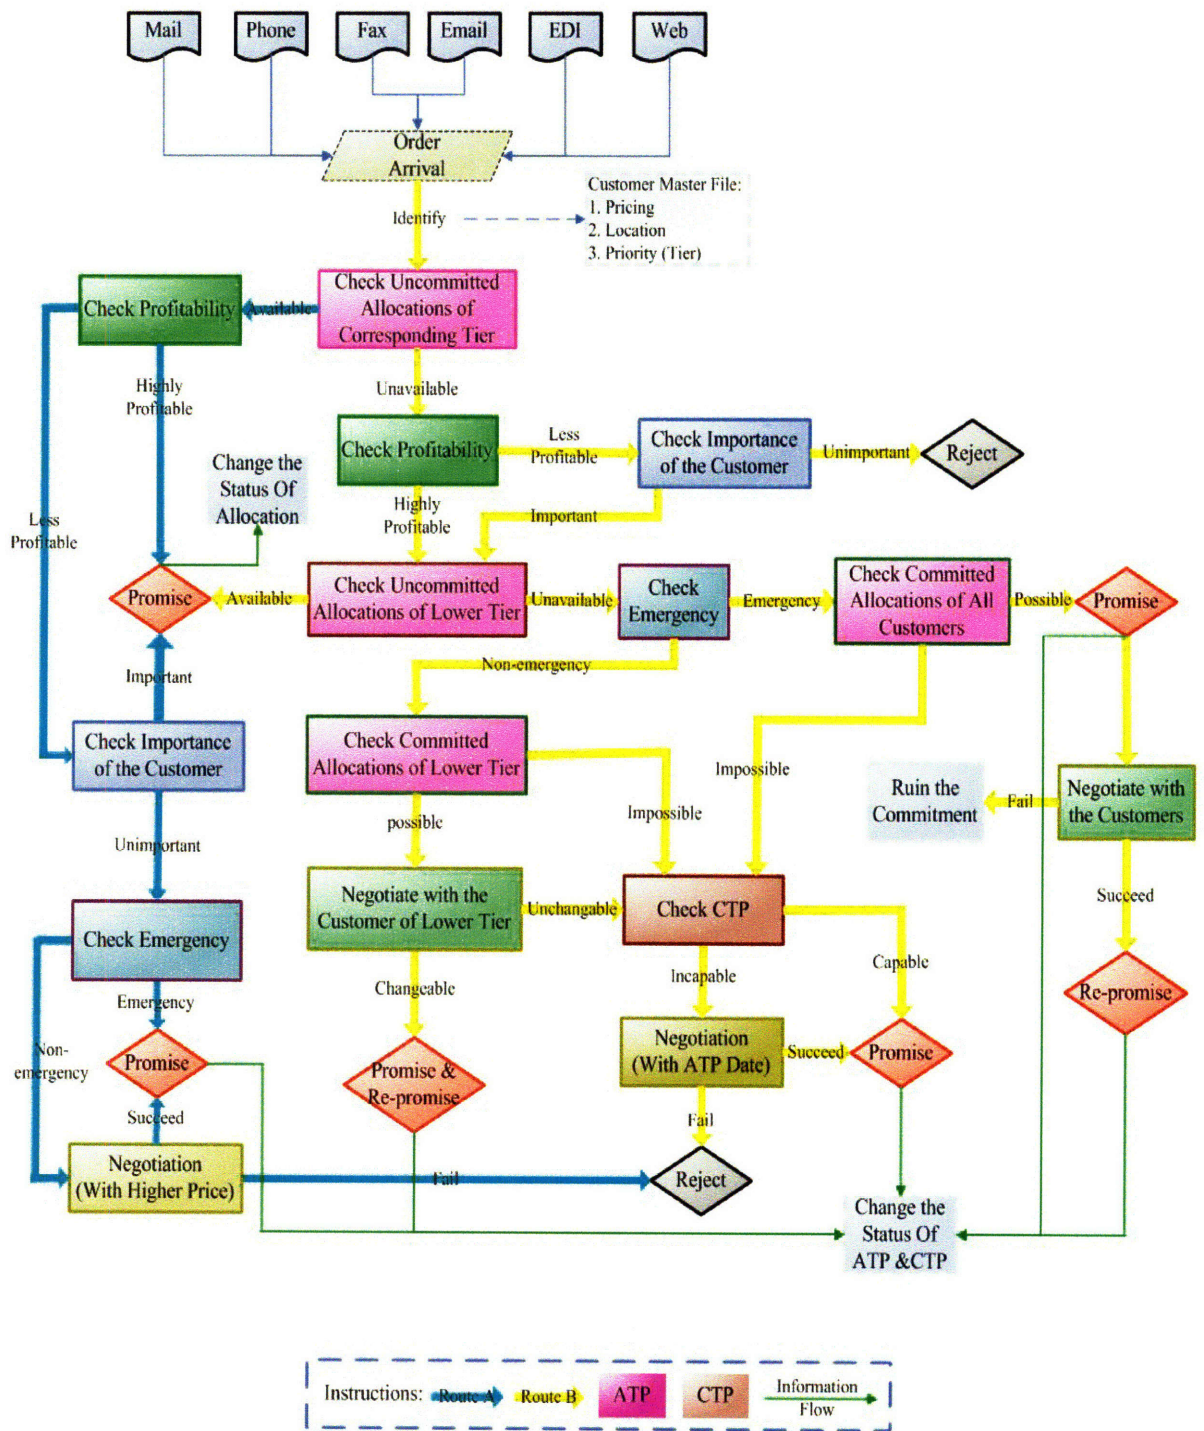 Mail
Phone
Fax
Email
EDI
Web
Order
Arrival
Identify
Customer Master File:
1. Pricing
2. Location
3. Priority (Tier)
Check Profitability
Available
Check Uncommitted
Allocations of
Corresponding Tier
Highly
Profitable
Unavailable
Check Profitability
Less
Profitable
Check Importance
of the Customer
Unimportant
Reject
Change the
Status Of
Allocation
Highly
Profitable
Important
Less
Profitable
Promise
Available
Check Uncommitted
Allocations of Lower Tier
Unavailable
Check
Emergency
Emergency
Check Committed
Allocations of All
Customers
Possible
Promise
Non-emergency
Important
Check Importance
of the Customer
Check Committed
Allocations of Lower Tier
Impossible
Impossible
Ruin the
Commitment
Fail
Negotiate with
the Customers
possible
Unimportant
Negotiate with the
Customer of Lower Tier
Unchangable
Check CTP
Succeed
Check Emergency
Changeable
Incapable
Capable
Re-promise
Emergency
Non-
emergency
Promise
Promise &
Re-promise
Negotiation
(With ATP Date)
Succeed
Promise
Succeed
Fail
Negotiation
(With Higher Price)
Fail
Reject
Change the
Status Of
ATP &CTP
Instructions:
Route A
Route B
ATP
CTP
Information
Flow